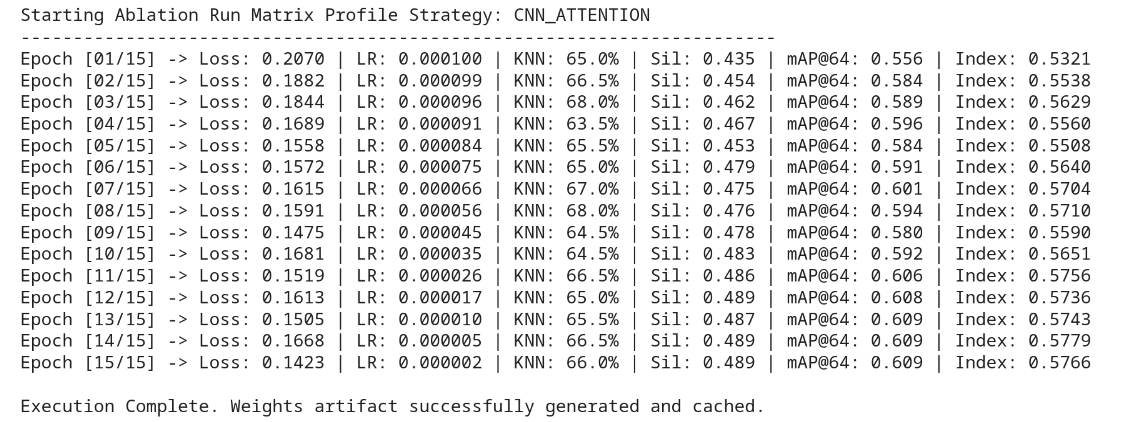 Starting Ablation Run Matrix Profile Strategy: CNN_ATTENTION
------------------------------------------------------------------------
Epoch [01/15] -> Loss: 0.2070 | LR: 0.000100 | KNN: 65.0% | Sil: 0.435 | mAP@64: 0.556 | Index: 0.5321
Epoch [02/15] -> Loss: 0.1882 | LR: 0.000099 | KNN: 66.5% | Sil: 0.454 | mAP@64: 0.584 | Index: 0.5538
Epoch [03/15] -> Loss: 0.1844 | LR: 0.000096 | KNN: 68.0% | Sil: 0.462 | mAP@64: 0.589 | Index: 0.5629
Epoch [04/15] -> Loss: 0.1689 | LR: 0.000091 | KNN: 63.5% | Sil: 0.467 | mAP@64: 0.596 | Index: 0.5560
Epoch [05/15] -> Loss: 0.1558 | LR: 0.000084 | KNN: 65.5% | Sil: 0.453 | mAP@64: 0.584 | Index: 0.5508
Epoch [06/15] -> Loss: 0.1572 | LR: 0.000075 | KNN: 65.0% | Sil: 0.479 | mAP@64: 0.591 | Index: 0.5640
Epoch [07/15] -> Loss: 0.1615 | LR: 0.000066 | KNN: 67.0% | Sil: 0.475 | mAP@64: 0.601 | Index: 0.5704
Epoch [08/15] -> Loss: 0.1591 | LR: 0.000056 | KNN: 68.0% | Sil: 0.476 | mAP@64: 0.594 | Index: 0.5710
Epoch [09/15] -> Loss: 0.1475 | LR: 0.000045 | KNN: 64.5% | Sil: 0.478 | mAP@64: 0.580 | Index: 0.5590
Epoch [10/15] -> Loss: 0.1681 | LR: 0.000035 | KNN: 64.5% | Sil: 0.483 | mAP@64: 0.592 | Index: 0.5651
Epoch [11/15] -> Loss: 0.1519 | LR: 0.000026 | KNN: 66.5% | Sil: 0.486 | mAP@64: 0.606 | Index: 0.5756
Epoch [12/15] -> Loss: 0.1613 | LR: 0.000017 | KNN: 65.0% | Sil: 0.489 | mAP@64: 0.608 | Index: 0.5736
Epoch [13/15] -> Loss: 0.1505 | LR: 0.000010 | KNN: 65.5% | Sil: 0.487 | mAP@64: 0.609 | Index: 0.5743
Epoch [14/15] -> Loss: 0.1668 | LR: 0.000005 | KNN: 66.5% | Sil: 0.489 | mAP@64: 0.609 | Index: 0.5779
Epoch [15/15] -> Loss: 0.1423 | LR: 0.000002 | KNN: 66.0% | Sil: 0.489 | mAP@64: 0.609 | Index: 0.5766
Execution Complete. Weights artifact successfully generated and cached.